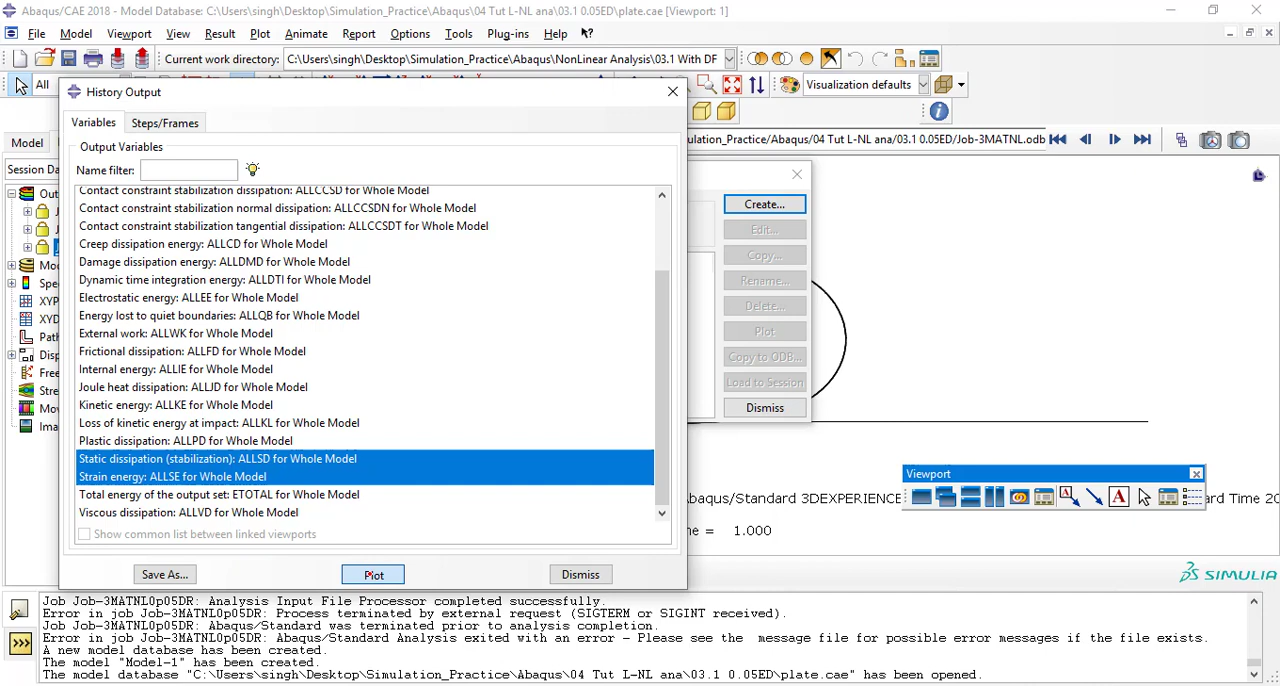 Abaqus/CAE 2018 - Model Database: C:\Users\singh\Desktop\Simulation_Practice\Abaqus\04 Tut L-NL ana\03.1 0.05ED\plate.cae [Viewport: 1]
File Model Viewport View Result Plot Animate Report Options Tools Plug-ins Help
Current work directory: C:\Users\singh\Desktop\Simulation_Practice\Abaqus\NonLinear Analysis\03.1 With DF
All
Visualization defaults
History Output
Variables Steps/Frames
Model
Session Da
ulation_Practice/Abaqus/04 Tut L-NL ana/03.1 0.05ED/Job-3MATNL.odb
Output Variables
Name filter:
Contact constraint stabilization dissipation: ALLCCSD for Whole Model
Contact constraint stabilization normal dissipation: ALLCCSDN for Whole Model
Contact constraint stabilization tangential dissipation: ALLCCSDT for Whole Model
Creep dissipation energy: ALLCD for Whole Model
Damage dissipation energy: ALLDMD for Whole Model
Dynamic time integration energy: ALLDTI for Whole Model
Electrostatic energy: ALLEE for Whole Model
Energy lost to quiet boundaries: ALLQB for Whole Model
External work: ALLWK for Whole Model
Frictional dissipation: ALLFD for Whole Model
Internal energy: ALLIE for Whole Model
Joule heat dissipation: ALLJD for Whole Model
Kinetic energy: ALLKE for Whole Model
Loss of kinetic energy at impact: ALLKL for Whole Model
Plastic dissipation: ALLPD for Whole Model
Static dissipation (stabilization): ALLSD for Whole Model
Strain energy: ALLSE for Whole Model
Total energy of the output set: ETOTAL for Whole Model
Viscous dissipation: ALLVD for Whole Model
Show common list between linked viewports
Save As... Plot Dismiss
Out
J
J
Mo
Spe
XYP
XYD
Pat
Disp
Free
Stre
Mov
Ima
Create...
Edit...
Copy...
Rename...
Delete...
Plot
Copy to ODB...
Load to Session
Dismiss
Viewport
A A
baqus/Standard 3DEXPERIENCE
rd Time 20
me = 1.000
SIMULIA
Job Job-3MATNL0p05DR: Analysis Input File Processor completed successfully.
Error in job Job-3MATNL0p05DR: Process terminated by external request (SIGTERM or SIGINT received).
Job Job-3MATNL0p05DR: Abaqus/Standard was terminated prior to analysis completion.
Error in job Job-3MATNL0p05DR: Abaqus/Standard Analysis exited with an error - Please see the message file for possible error messages if the file exists.
A new model database has been created.
The model "Model-1" has been created.
The model database "C:\Users\singh\Desktop\Simulation_Practice\Abaqus\04 Tut L-NL ana\03.1 0.05ED\plate.cae" has been opened.